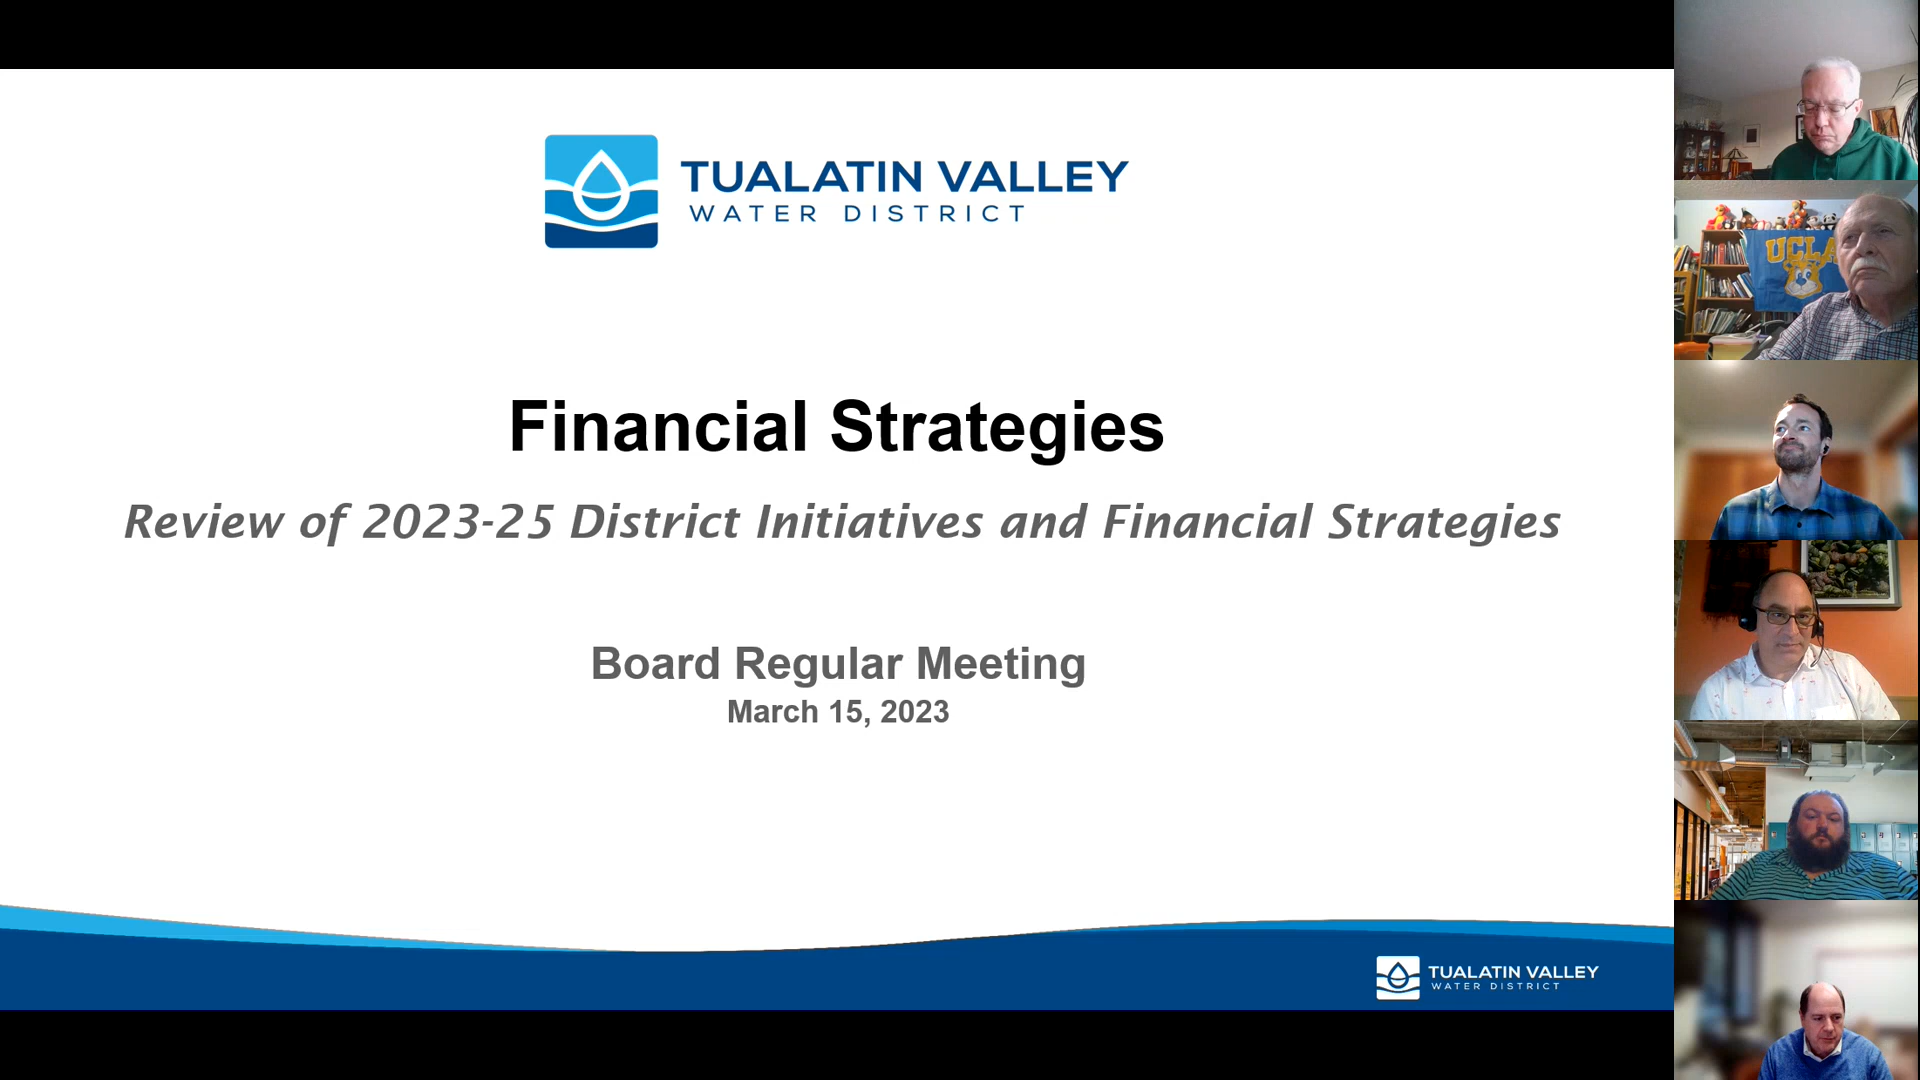 TUALATIN VALLEY
WATER DISTRICT
Financial Strategies
Review of 2023-25 District Initiatives and Financial Strategies
Board Regular Meeting
March 15, 2023
TUALATIN VALLEY
WATER DISTRICT
UCLA